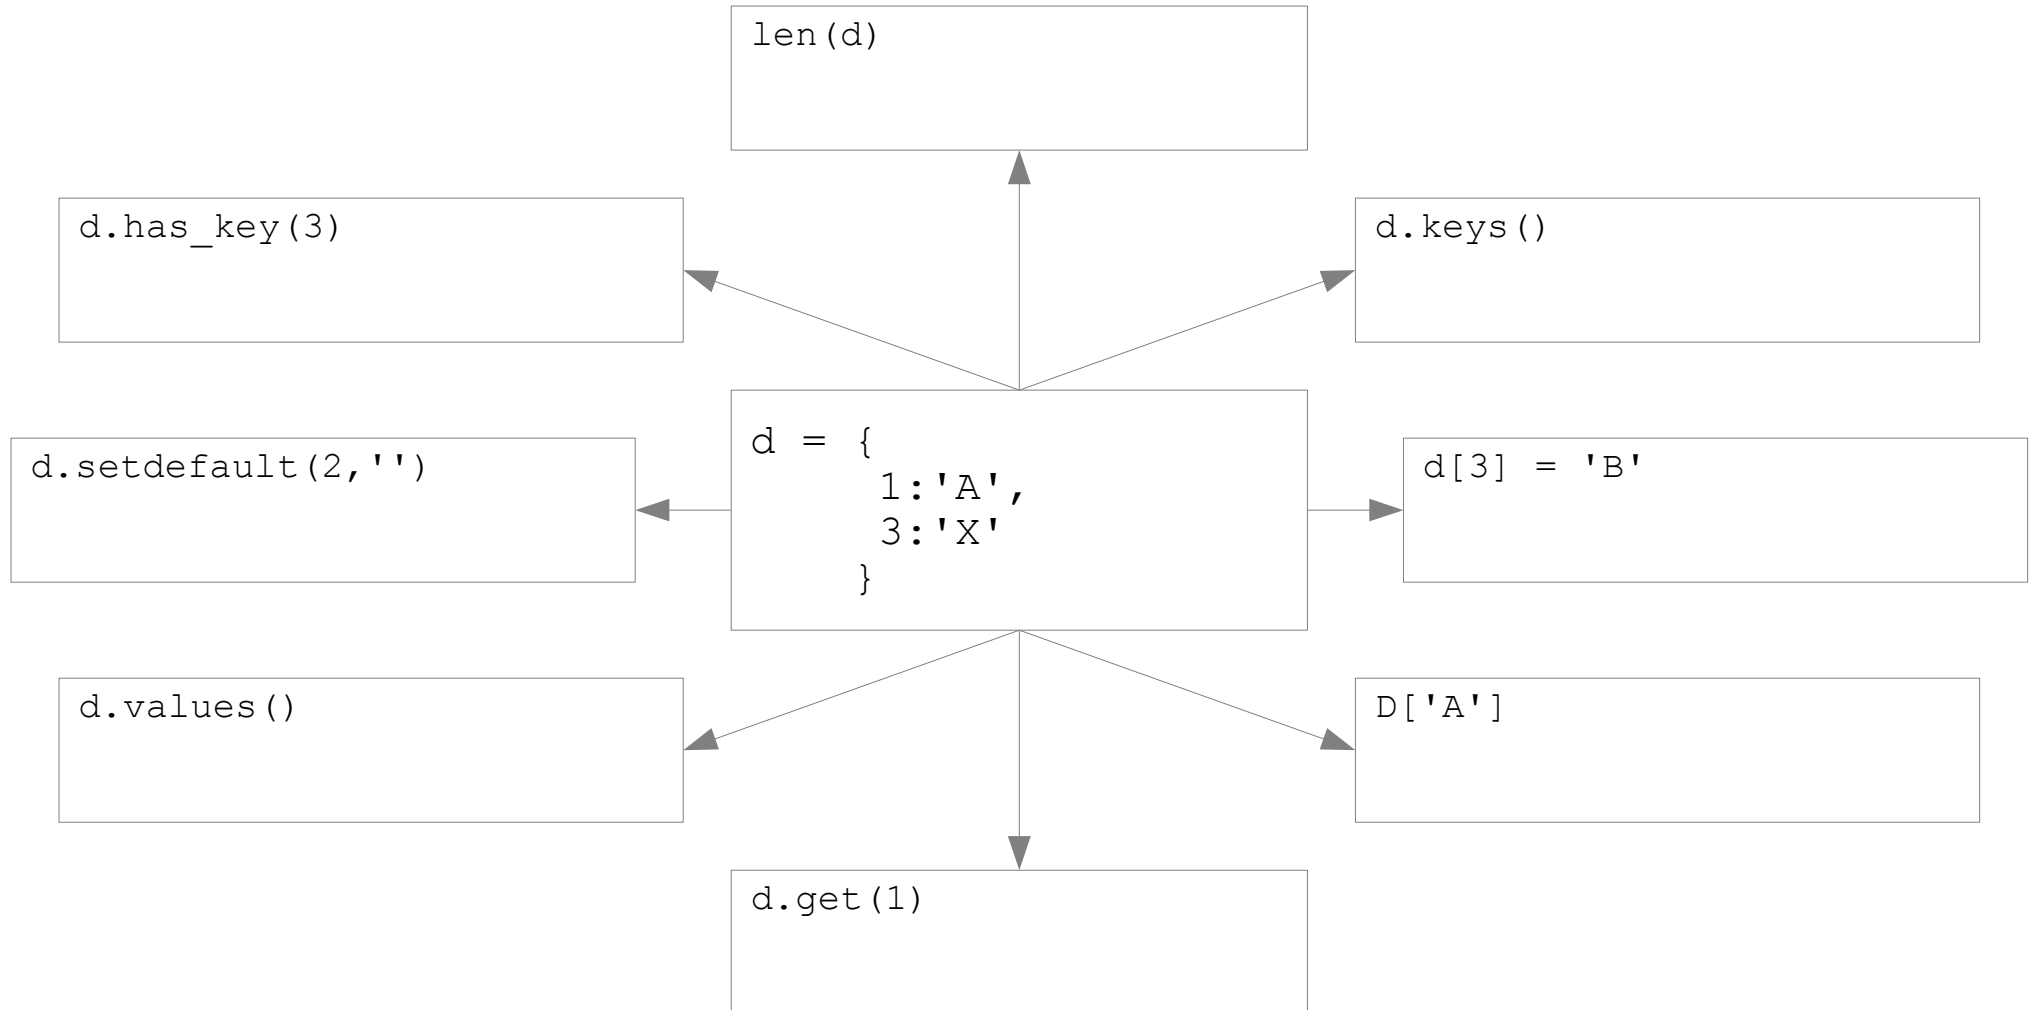 len(d)
d.has_key(3)
d.keys()
d = {
1:'A',
3:'X'
}
d.setdefault(2,'')
d[3] = 'B'
d.values()
D['A']
d.get(1)